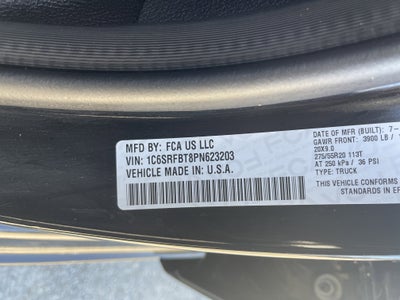 MFD. BY: FCA US LLC
VIN: 1C6SRFBT8PN623203
VEHICLE MADE IN: U.S.A.
DATE OF MFR (BUILT): 7-
GAWR FRONT: 3900 LB /
20X9.0
275/55R20 113T
AT 250 kPa / 36 PSI
TYPE: TRUCK
THIS VEHICLE CONFORMS
STANDARDS IN